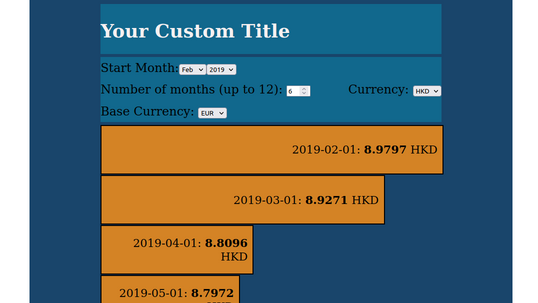 Your Custom Title
Start Month: Feb 2019
Number of months (up to 12): 6 Currency: HKD
Base Currency: EUR
2019-02-01: 8.9797 HKD
2019-03-01: 8.9271 HKD
2019-04-01: 8.8096
HKD
2019-05-01: 8.7972